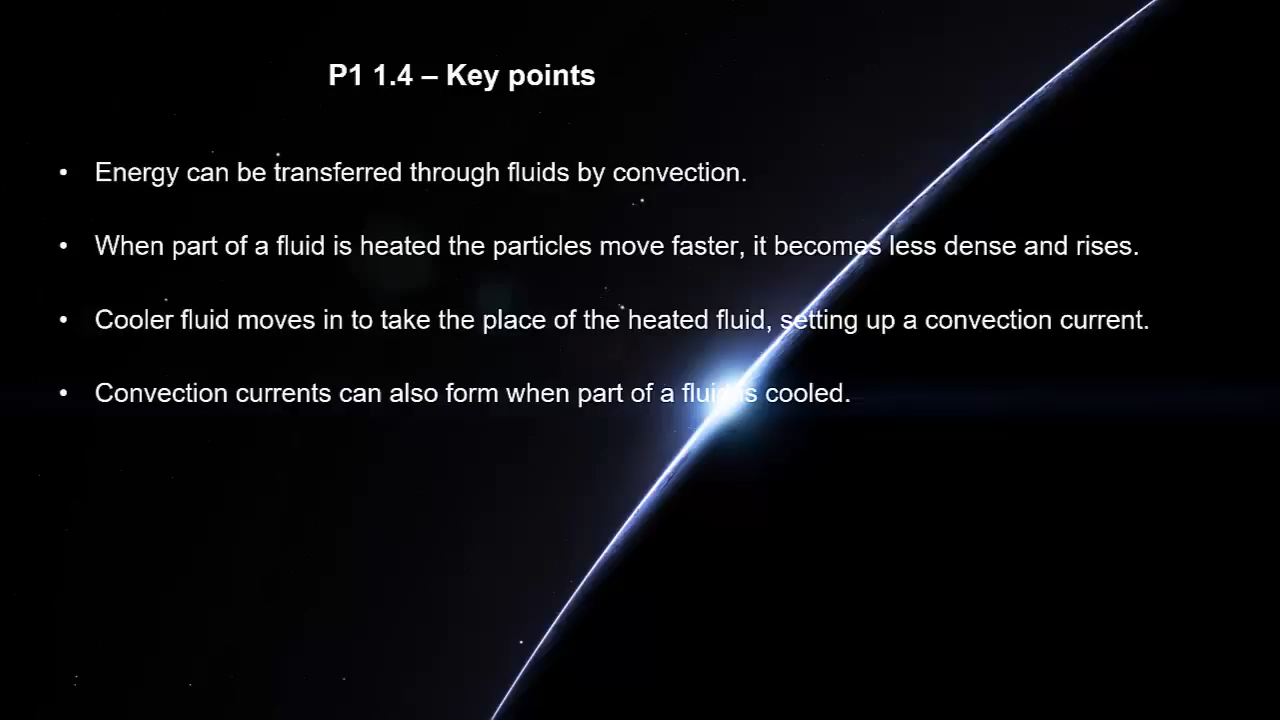 P1 1.4 – Key points
• Energy can be transferred through fluids by convection.
• When part of a fluid is heated the particles move faster, it becomes less dense and rises.
• Cooler fluid moves in to take the place of the heated fluid, setting up a convection current.
• Convection currents can also form when part of a fluid is cooled.